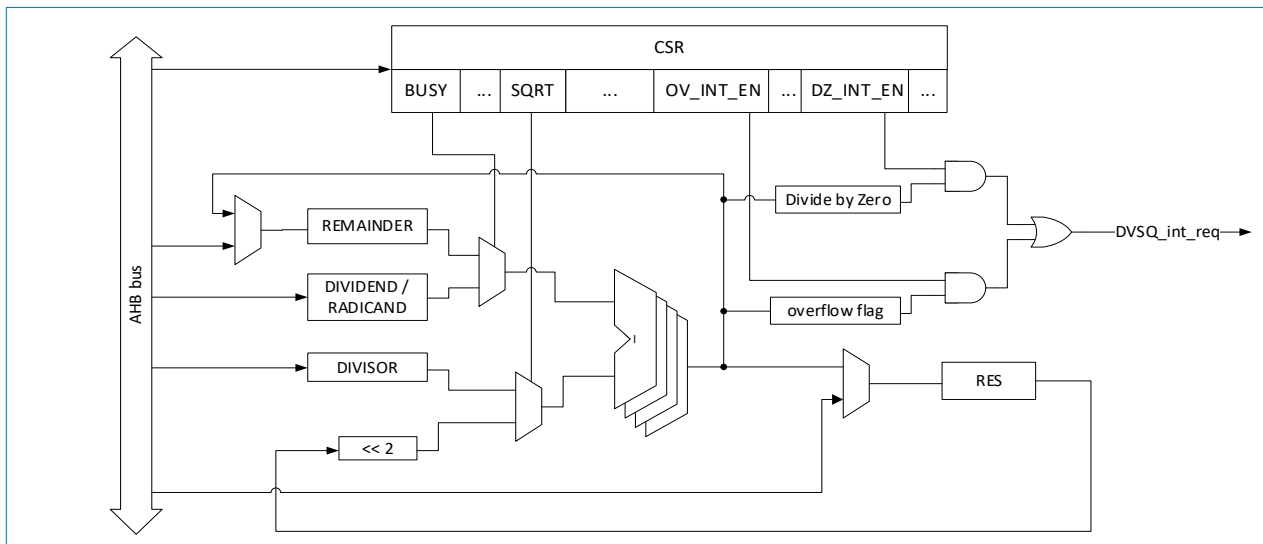 CSR
BUSY ... SQRT ... OV_INT_EN ... DZ_INT_EN ...
Divide by Zero
REMAINDER
DVSQ_int_req
AHB bus
DIVIDEND /
RADICAND
overflow flag
DIVISOR
RES
<< 2